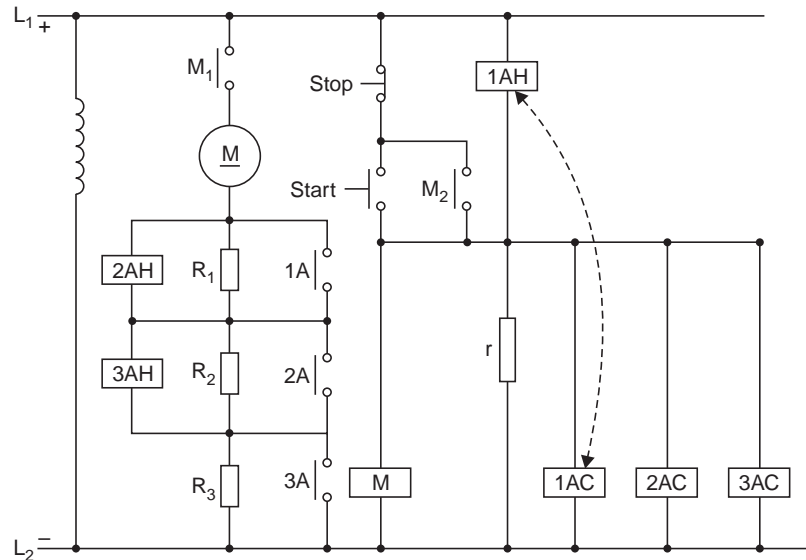 L₁ +
M₁
1AH
Stop
M
Start
M₂
2AH
R₁
1A
r
3AH
R₂
2A
R₃
3A
M
1AC
2AC
3AC
L₂ −